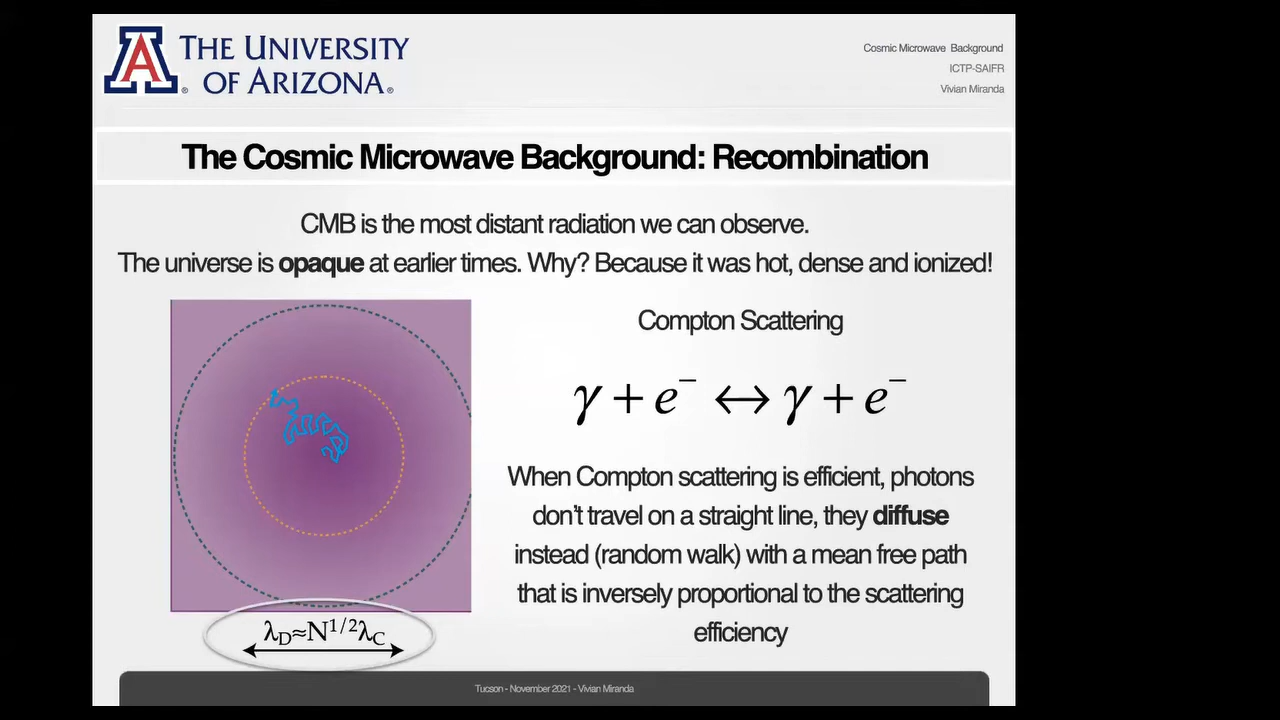 THE UNIVERSITY
OF ARIZONA.
A
Cosmic Microwave Background
ICTP-SAIFR
Vivian Miranda
The Cosmic Microwave Background: Recombination
CMB is the most distant radiation we can observe.
The universe is opaque at earlier times. Why? Because it was hot, dense and ionized!
Compton Scattering
γ + e⁻ ↔ γ + e⁻
When Compton scattering is efficient, photons
don't travel on a straight line, they diffuse
instead (random walk) with a mean free path
that is inversely proportional to the scattering
efficiency
λ_D≈N^1/2λ_C
Tucson - November 2021 - Vivian Miranda